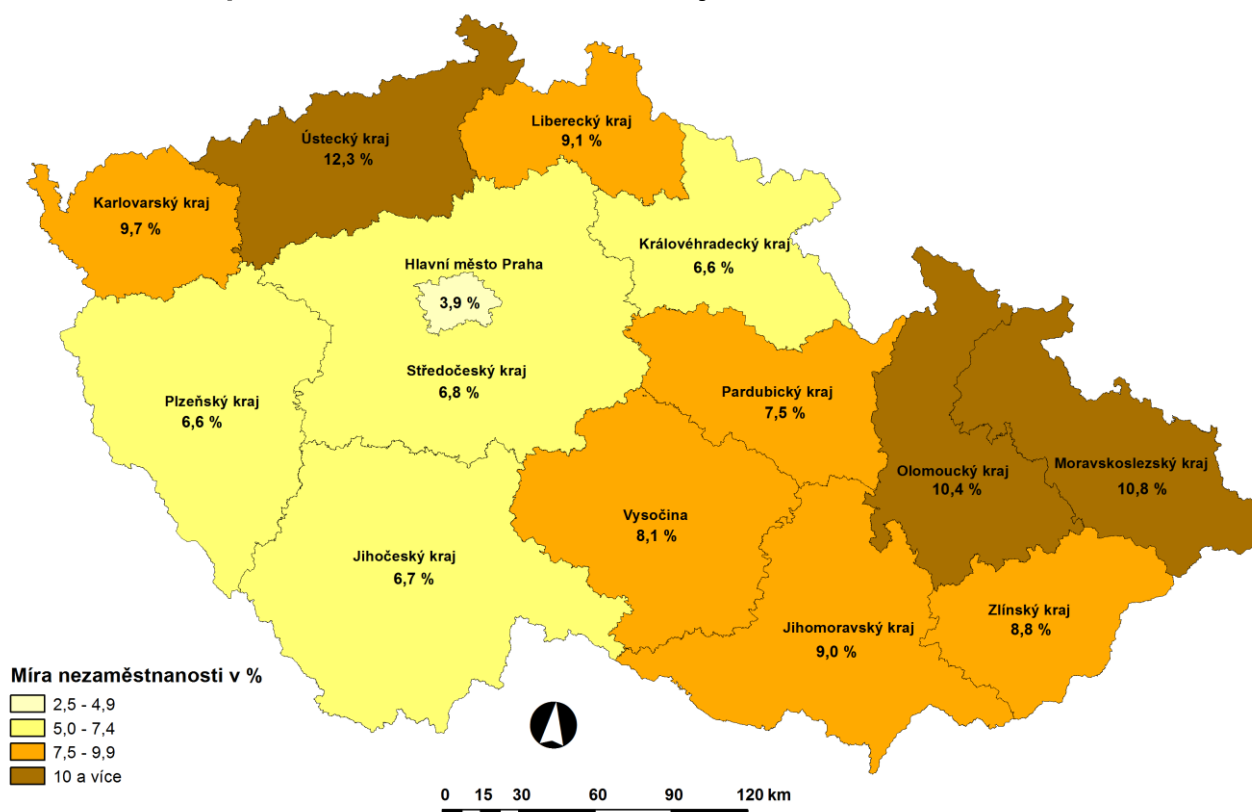 Ústecký kraj
12,3 %
Liberecký kraj
9,1 %
Karlovarský kraj
9,7 %
Královéhradecký kraj
6,6 %
Hlavní město Praha
3,9 %
Středočeský kraj
6,8 %
Plzeňský kraj
6,6 %
Pardubický kraj
7,5 %
Olomoucký kraj
10,4 %
Moravskoslezský kraj
10,8 %
Vysočina
8,1 %
Jihočeský kraj
6,7 %
Zlínský kraj
8,8 %
Jihomoravský kraj
9,0 %
Míra nezaměstnanosti v %
2,5 - 4,9
5,0 - 7,4
7,5 - 9,9
10 a více
0 15 30 60 90 120 km